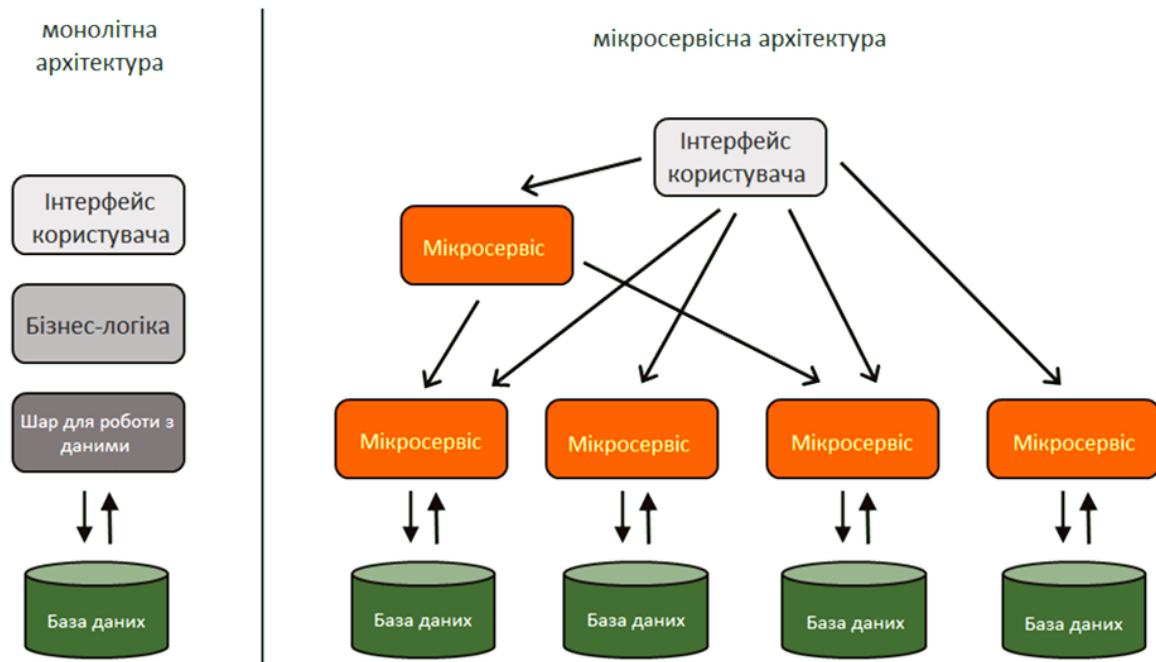 монолітна
архітектура
Інтерфейс
користувача
Бізнес-логіка
Шар для роботи з
даними
База даних
мікросервісна архітектура
Інтерфейс
користувача
Мікросервіс
Мікросервіс
Мікросервіс
Мікросервіс
Мікросервіс
База даних
База даних
База даних
База даних